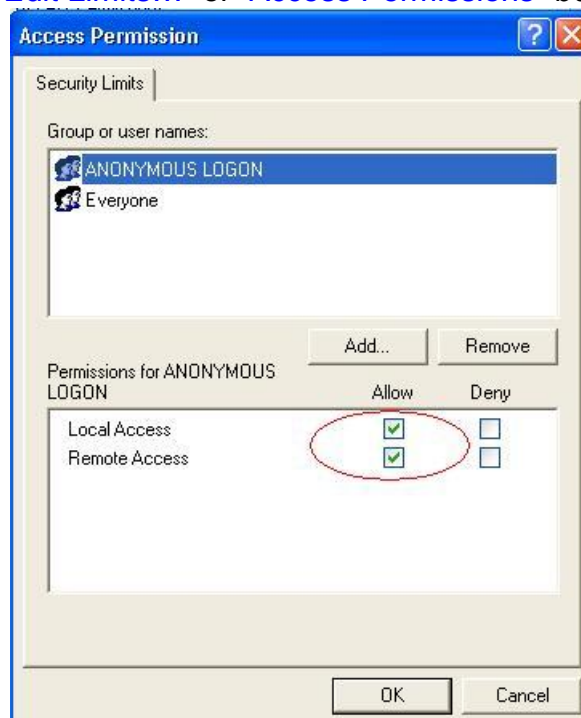 Access Permission
Security Limits
Group or user names:
ANONYMOUS LOGON
Everyone
Add... Remove
Permissions for ANONYMOUS
LOGON Allow Deny
Local Access
Remote Access
OK Cancel